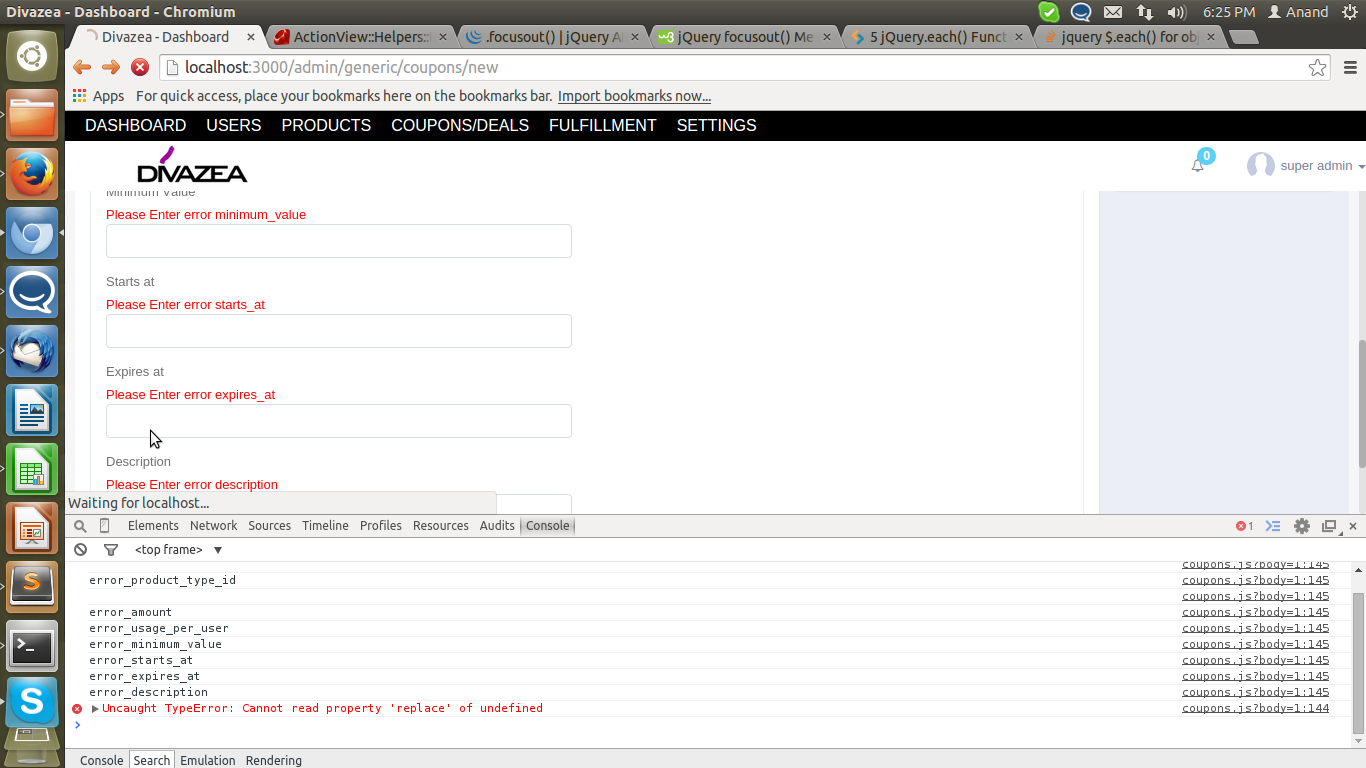 Divazea - Dashboard - Chromium
6:25 PM
Anand
Divazea - Dashboard
ActionView::Helpers::
.focusout() | jQuery A
jQuery focusout() Me
5 jQuery.each() Funct
jquery $.each() for obj
localhost:3000/admin/generic/coupons/new
Apps
For quick access, place your bookmarks here on the bookmarks bar. Import bookmarks now...
DASHBOARD USERS PRODUCTS COUPONS/DEALS FULFILLMENT SETTINGS
DIVAZEA
0
super admin
Minimum Value
Please Enter error minimum_value
Starts at
Please Enter error starts_at
Expires at
Please Enter error expires_at
Description
Please Enter error description
Waiting for localhost...
Elements Network Sources Timeline Profiles Resources Audits Console
1
<top frame>
coupons.js?body=1:145
error_product_type_id coupons.js?body=1:145
coupons.js?body=1:145
error_amount coupons.js?body=1:145
error_usage_per_user coupons.js?body=1:145
error_minimum_value coupons.js?body=1:145
error_starts_at coupons.js?body=1:145
error_expires_at coupons.js?body=1:145
error_description coupons.js?body=1:145
Uncaught TypeError: Cannot read property 'replace' of undefined coupons.js?body=1:144
Console Search Emulation Rendering